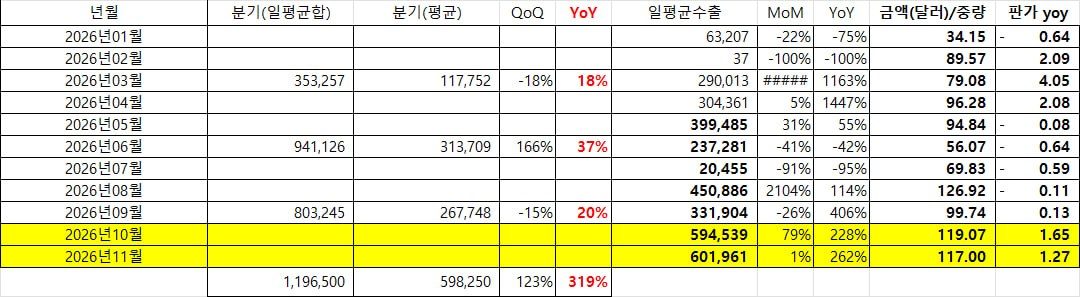 년월 분기(일평균합) 분기(평균) QoQ YoY 일평균수출 MoM YoY 금액(달러)/중량 판가 yoy
2026년01월 63,207 -22% -75% 34.15 - 0.64
2026년02월 37 -100% -100% 89.57 2.09
2026년03월 353,257 117,752 -18% 18% 290,013 ##### 1163% 79.08 4.05
2026년04월 304,361 5% 1447% 96.28 2.08
2026년05월 399,485 31% 55% 94.84 - 0.08
2026년06월 941,126 313,709 166% 37% 237,281 -41% -42% 56.07 - 0.64
2026년07월 20,455 -91% -95% 69.83 - 0.59
2026년08월 450,886 2104% 114% 126.92 - 0.11
2026년09월 803,245 267,748 -15% 20% 331,904 -26% 406% 99.74 0.13
2026년10월 594,539 79% 228% 119.07 1.65
2026년11월 601,961 1% 262% 117.00 1.27
1,196,500 598,250 123% 319%